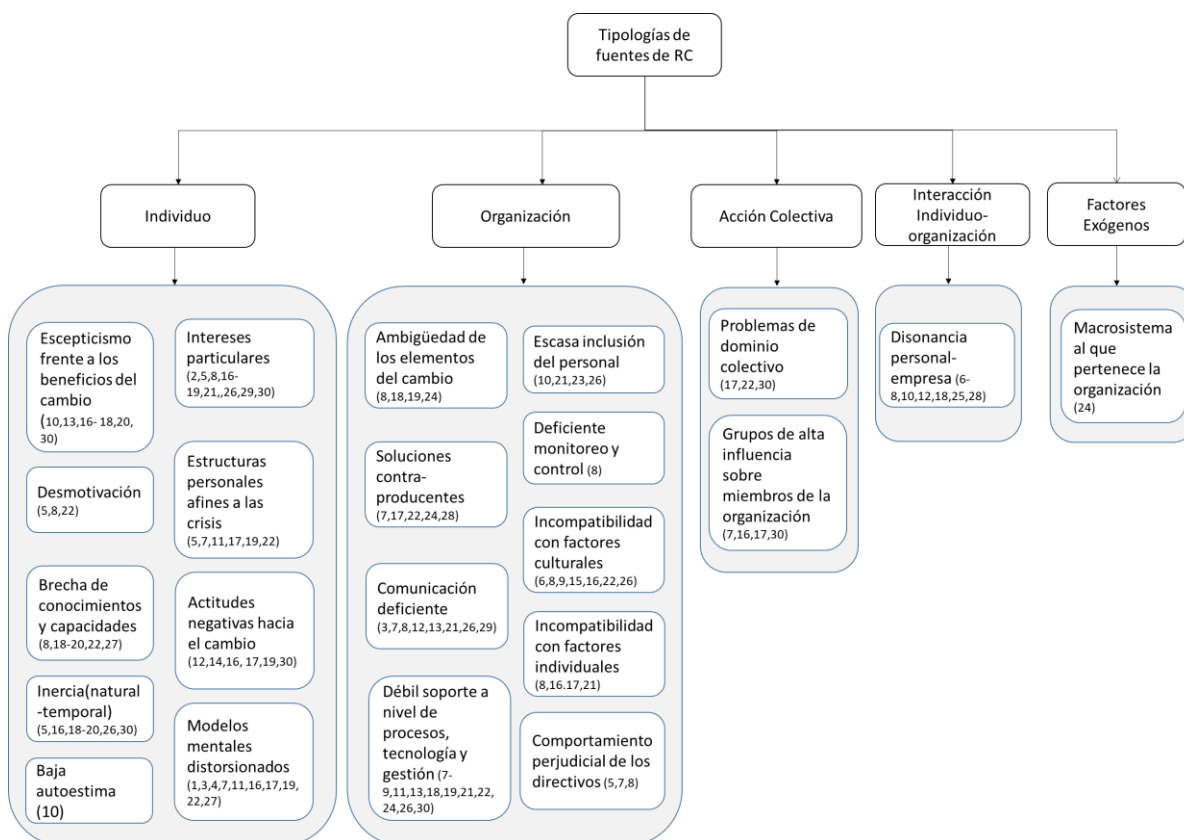 Tipologías de
fuentes de RC
Individuo
Organización
Acción Colectiva
Interacción
Individuo-
organización
Factores
Exógenos
Escepticismo
frente a los
beneficios del
cambio
(10,13,16- 18,20,
30)
Desmotivación
(5,8,22)
Brecha de
conocimientos
y capacidades
(8,18-20,22,27)
Inercia(natural
-temporal)
(5,16,18-20,26,30)
Baja
autoestima
(10)
Intereses
particulares
(2,5,8,16-
19,21,,26,29,30)
Estructuras
personales
afines a las
crisis
(5,7,11,17,19,22)
Actitudes
negativas hacia
el cambio
(12,14,16, 17,19,30)
Modelos
mentales
distorsionados
(1,3,4,7,11,16,17,19,
22,27)
Ambigüedad de
los elementos
del cambio
(8,18,19,24)
Soluciones
contra-
producentes
(7,17,22,24,28)
Comunicación
deficiente
(3,7,8,12,13,21,26,29)
Débil soporte a
nivel de
procesos,
tecnología y
gestión (7-
9,11,13,18,19,21,22,
24,26,30)
Escasa inclusión
del personal
(10,21,23,26)
Deficiente
monitoreo y
control (8)
Incompatibilidad
con factores
culturales
(6,8,9,15,16,22,26)
Incompatibilidad
con factores
individuales
(8,16.17,21)
Comportamiento
perjudicial de los
directivos (5,7,8)
Problemas de
dominio
colectivo
(17,22,30)
Grupos de alta
influencia
sobre
miembros de la
organización
(7,16,17,30)
Disonancia
personal-
empresa (6-
8,10,12,18,25,28)
Macrosistema
al que
pertenece la
organización
(24)